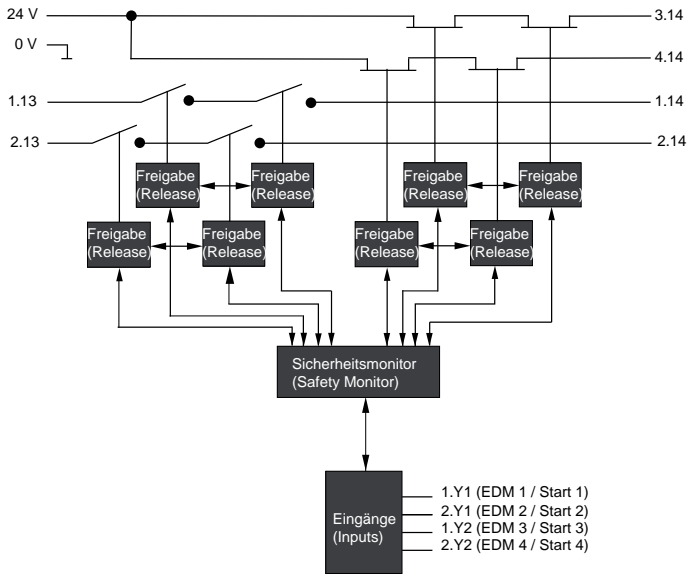 24 V
3.14
0 V
4.14
1.13
1.14
2.13
2.14
Freigabe
(Release)
Freigabe
(Release)
Freigabe
(Release)
Freigabe
(Release)
Freigabe
(Release)
Freigabe
(Release)
Freigabe
(Release)
Freigabe
(Release)
Sicherheitsmonitor
(Safety Monitor)
Eingänge
(Inputs)
1.Y1 (EDM 1 / Start 1)
2.Y1 (EDM 2 / Start 2)
1.Y2 (EDM 3 / Start 3)
2.Y2 (EDM 4 / Start 4)